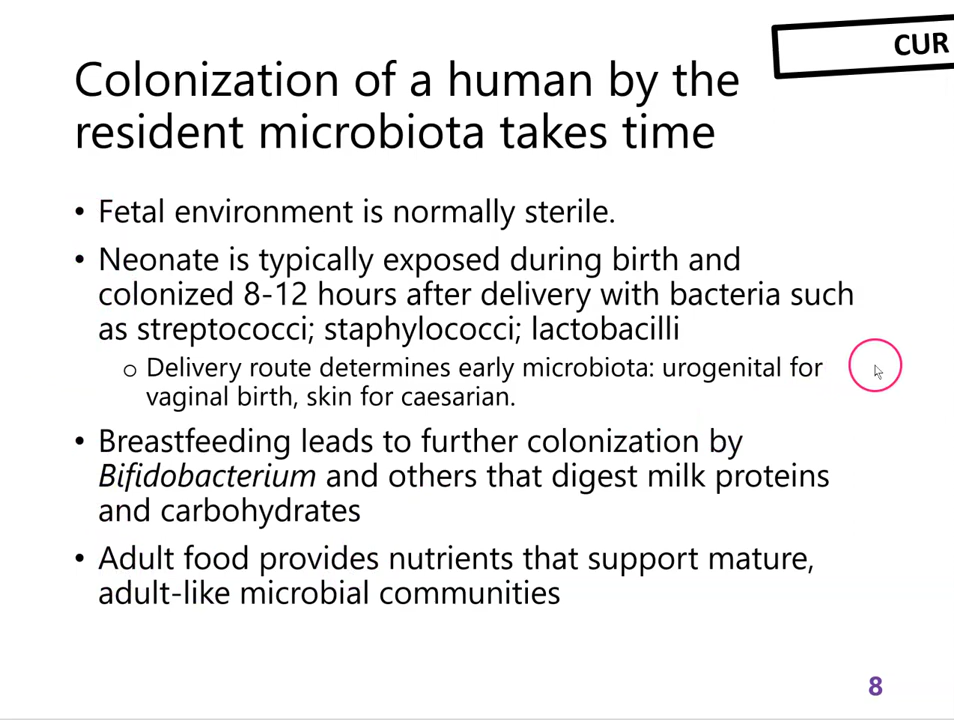 CUR
Colonization of a human by the
resident microbiota takes time
• Fetal environment is normally sterile.
• Neonate is typically exposed during birth and
colonized 8-12 hours after delivery with bacteria such
as streptococci; staphylococci; lactobacilli
o Delivery route determines early microbiota: urogenital for
vaginal birth, skin for caesarian.
• Breastfeeding leads to further colonization by
Bifidobacterium and others that digest milk proteins
and carbohydrates
• Adult food provides nutrients that support mature,
adult-like microbial communities
8